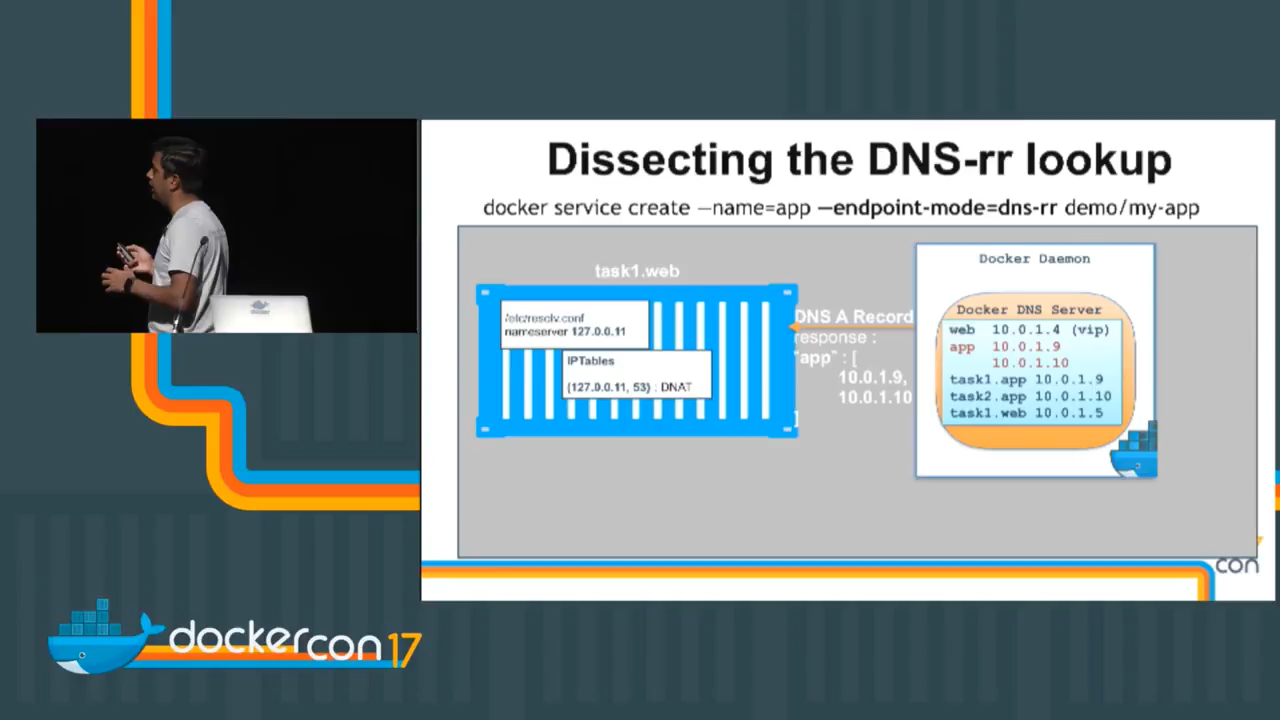 Dissecting the DNS-rr lookup
docker service create —name=app —endpoint-mode=dns-rr demo/my-app
task1.web
/etc/resolv.conf
nameserver 127.0.0.11
IPTables
(127.0.0.11, 53) : DNAT
DNS A Record
response :
"app" : [
10.0.1.9,
10.0.1.10
]
Docker Daemon
Docker DNS Server
web 10.0.1.4 (vip)
app 10.0.1.9
10.0.1.10
task1.app 10.0.1.9
task2.app 10.0.1.10
task1.web 10.0.1.5
con
dockercon17